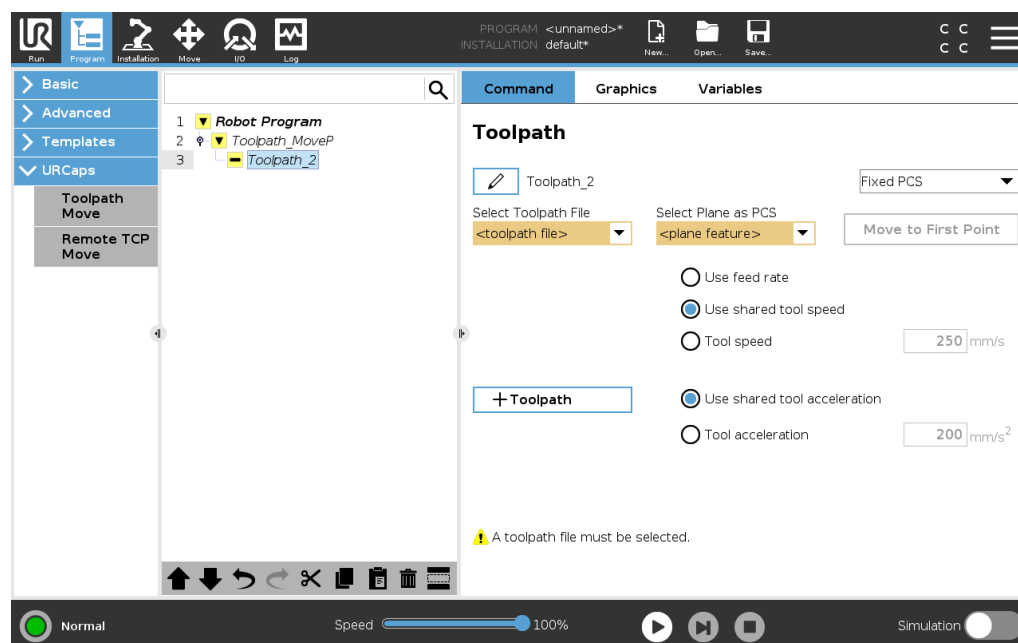 PROGRAM <unnamed>*
INSTALLATION default*
UR
Run
Program
Installation
Move
I/O
Log
New...
Open...
Save...
C C
C C
Basic
Advanced
Templates
URCaps
Toolpath
Move
Remote TCP
Move
1 Robot Program
2 Toolpath_MoveP
3 Toolpath_2
Command Graphics Variables
Toolpath
Toolpath_2
Fixed PCS
Select Toolpath File Select Plane as PCS
<toolpath file> <plane feature> Move to First Point
Use feed rate
Use shared tool speed
Tool speed 250 mm/s
+Toolpath Use shared tool acceleration
Tool acceleration 200 mm/s2
A toolpath file must be selected.
Normal Speed 100% Simulation